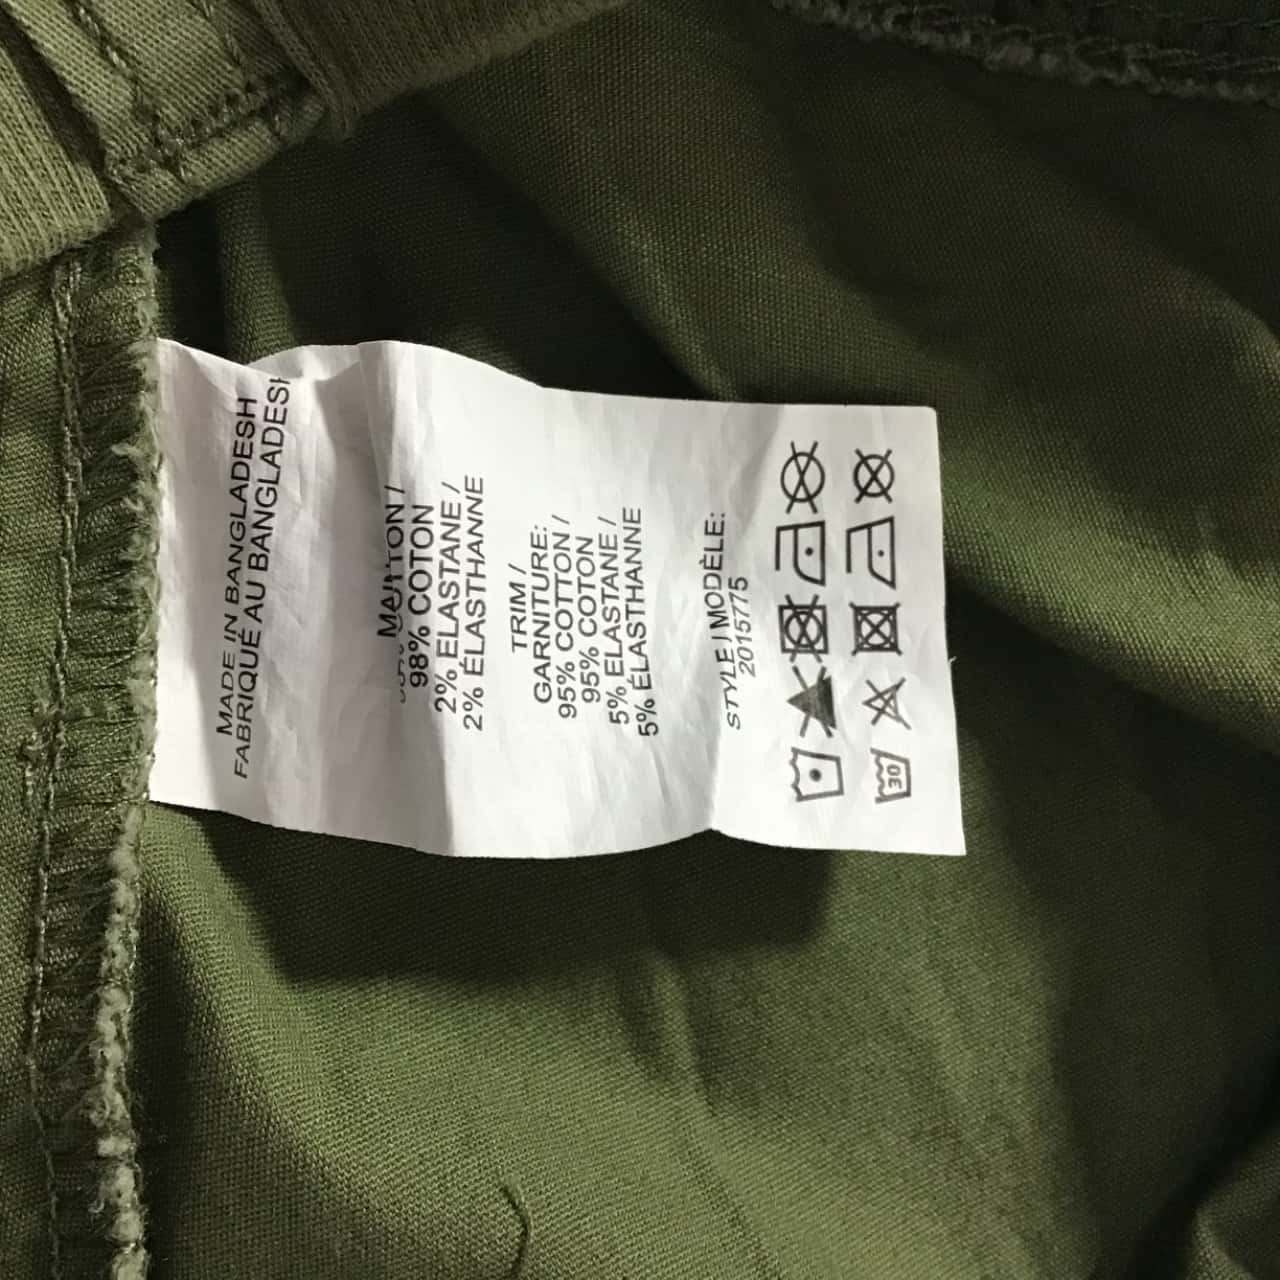 MADE IN BANGLADESH
FABRIQUÉ AU BANGLADESH
98% COTON
2% ELASTANE /
2% ÉLASTHANNE
TRIM /
GARNITURE:
95% COTTON /
95% COTON
5% ELASTANE /
5% ÉLASTHANNE
STYLE / MODÈLE:
2015775
30